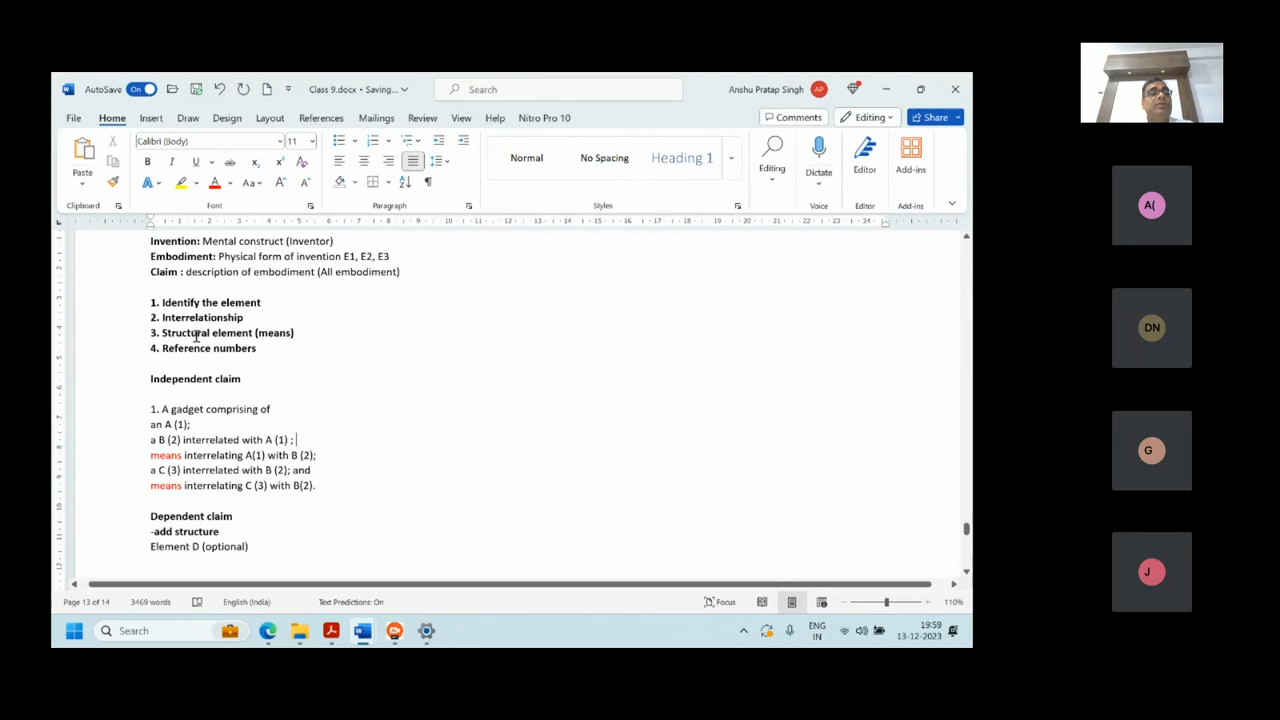 AutoSave On Class 9.docx • Saving... Search Anshu Pratap Singh AP
File Home Insert Draw Design Layout References Mailings Review View Help Nitro Pro 10 Comments Editing Share
Calibri (Body) 11
Normal No Spacing Heading 1
Paste Editing Dictate Editor Add-ins
Clipboard Font Paragraph Styles Voice Editor Add-ins
Invention: Mental construct (Inventor)
Embodiment: Physical form of invention E1, E2, E3
Claim : description of embodiment (All embodiment)
1. Identify the element
2. Interrelationship
3. Structural element (means)
4. Reference numbers
Independent claim
1. A gadget comprising of
an A (1);
a B (2) interrelated with A (1) ;
means interrelating A(1) with B (2);
a C (3) interrelated with B (2); and
means interrelating C (3) with B(2).
Dependent claim
-add structure
Element D (optional)
Page 13 of 14 3469 words English (India) Text Predictions: On Focus 110%
Search ENG IN 19:59 13-12-2023
A(
DN
G
J